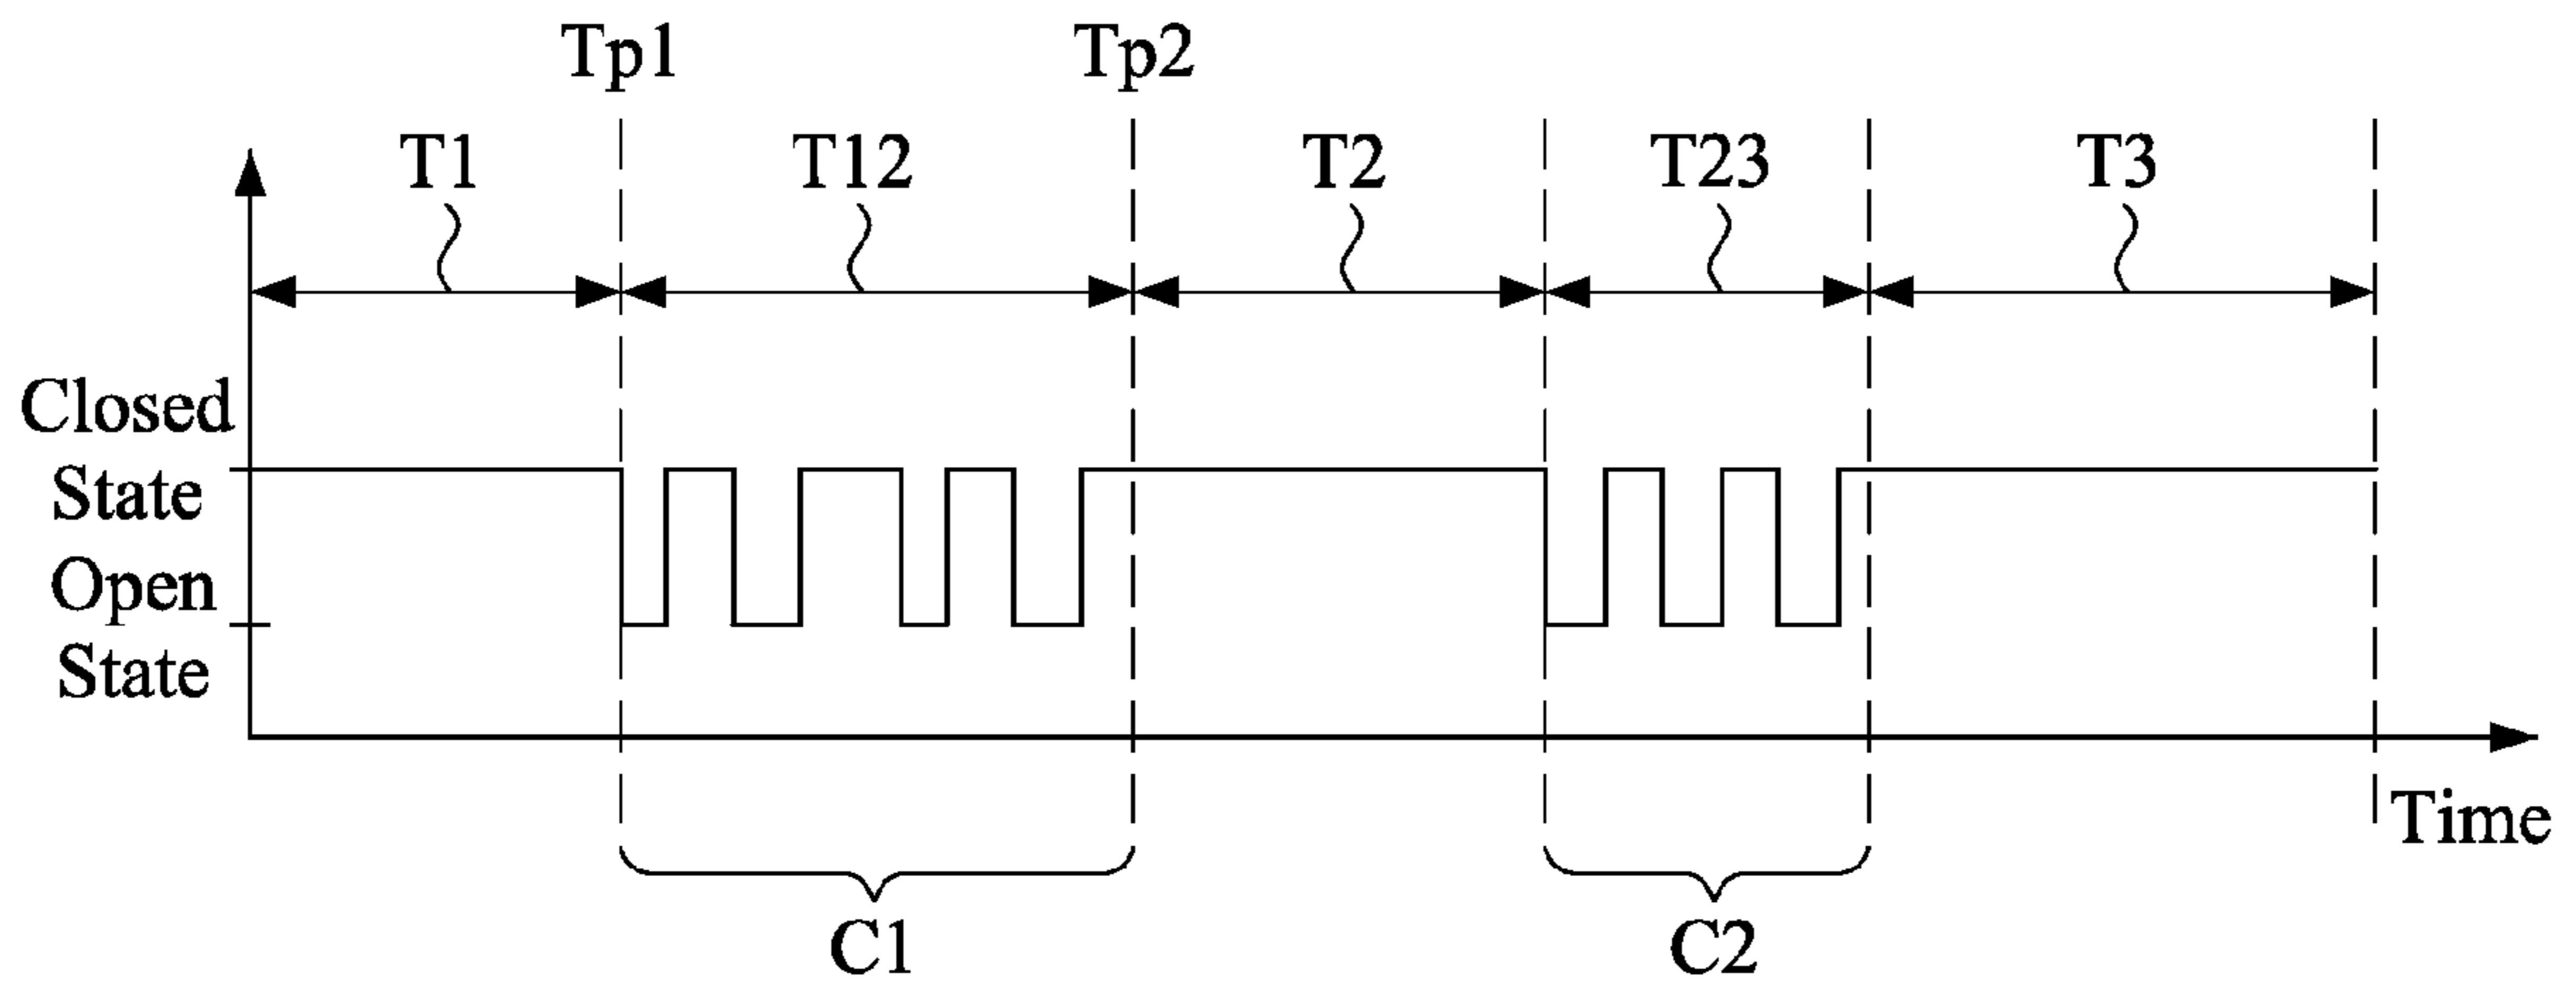 Tp1 Tp2
T1 T12 T2 T23 T3
Closed
State
Open
State
Time
C1 C2